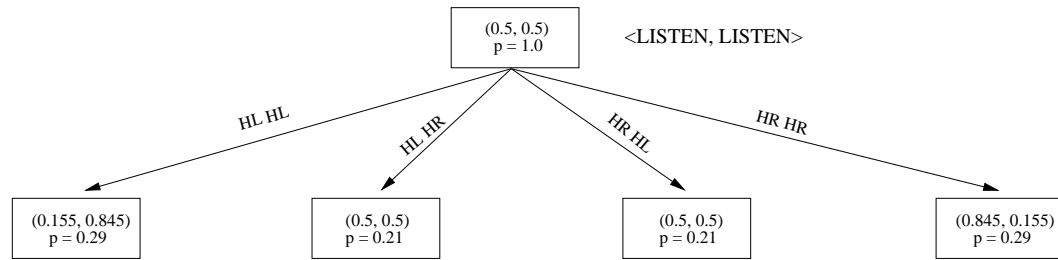 (0.5, 0.5)
p = 1.0
<LISTEN, LISTEN>
HL HL
HL HR
HR HL
HR HR
(0.155, 0.845)
p = 0.29
(0.5, 0.5)
p = 0.21
(0.5, 0.5)
p = 0.21
(0.845, 0.155)
p = 0.29